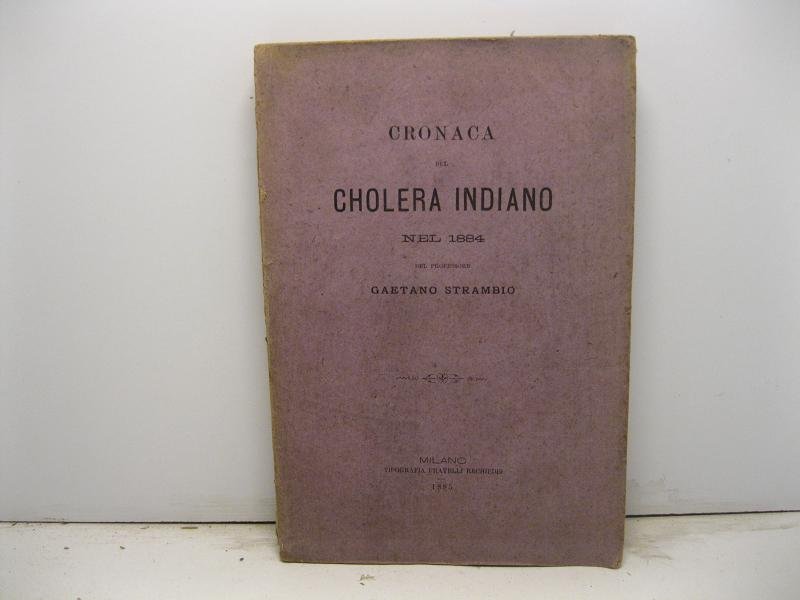 CRONACA
DEL
CHOLERA INDIANO
NEL 1884
DEL PROFESSORE
GAETANO STRAMBIO
MILANO
TIPOGRAFIA FRATELLI RECHIEDEI
1885